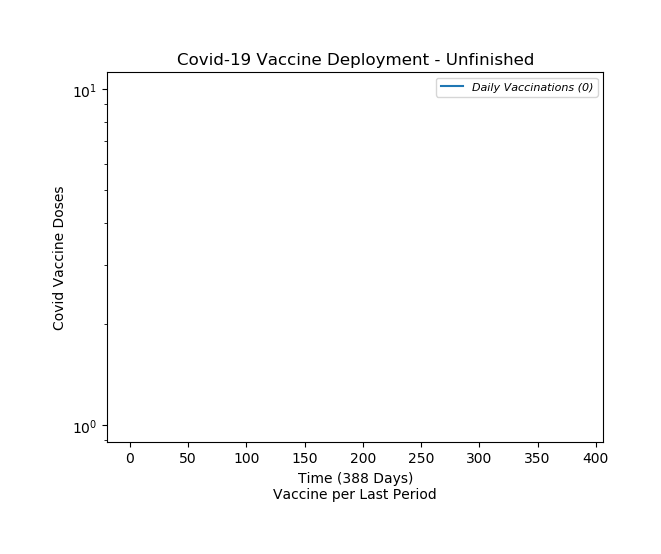 Covid-19 Vaccine Deployment - Unfinished
Daily Vaccinations (0)
10¹
10⁰
Covid Vaccine Doses
0 50 100 150 200 250 300 350 400
Time (388 Days)
Vaccine per Last Period